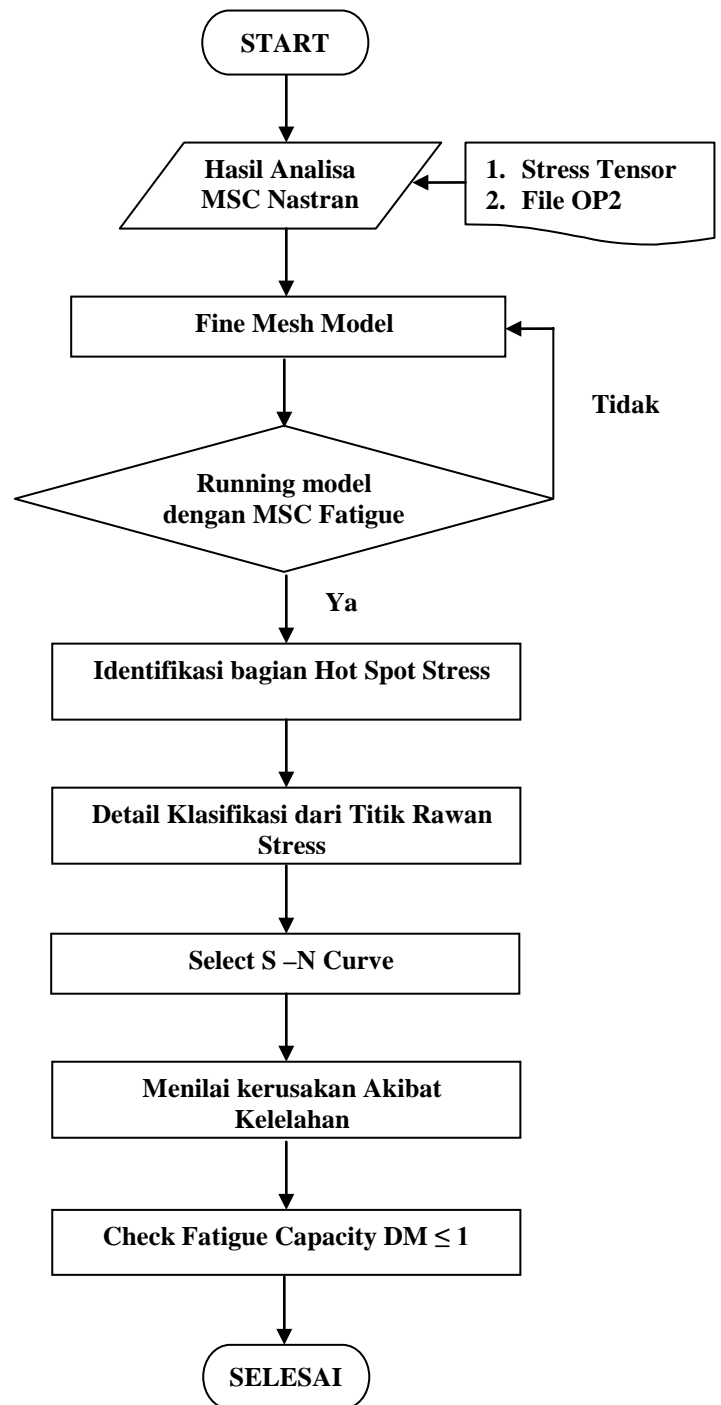 START
Hasil Analisa
MSC Nastran
1. Stress Tensor
2. File OP2
Fine Mesh Model
Tidak
Running model
dengan MSC Fatigue
Ya
Identifikasi bagian Hot Spot Stress
Detail Klasifikasi dari Titik Rawan
Stress
Select S –N Curve
Menilai kerusakan Akibat
Kelelahan
Check Fatigue Capacity DM ≤ 1
SELESAI